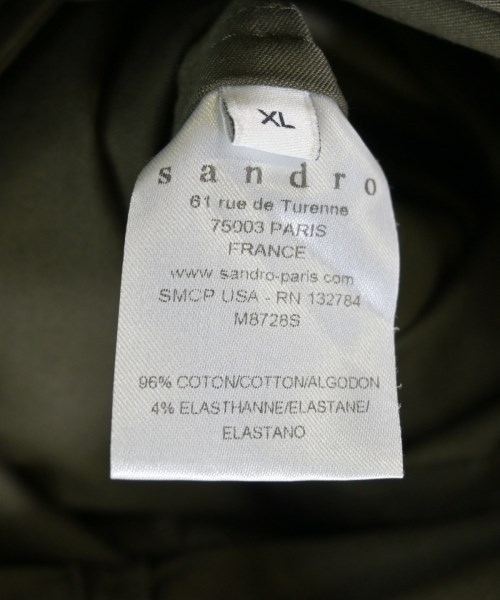 XL
sandro
61 rue de Turenne
75003 PARIS
FRANCE
www sandro-paris com
SMCP USA - RN 132784
M8728S
96% COTON/COTTON/ALGODON
4% ELASTHANNE/ELASTANE/
ELASTANO